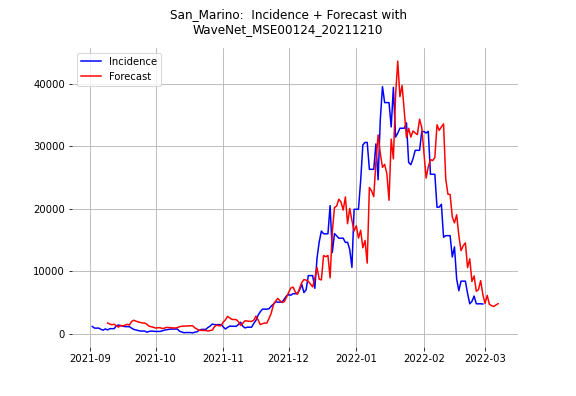 San_Marino:  Incidence + Forecast with
WaveNet_MSE00124_20211210
Incidence
Forecast
40000
30000
20000
10000
0
2021-09 2021-10 2021-11 2021-12 2022-01 2022-02 2022-03